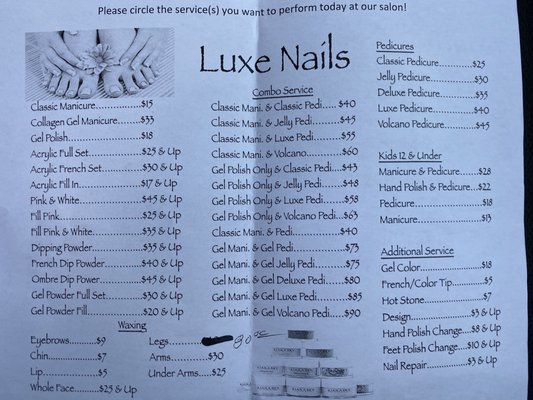 Please circle the service(s) you want to perform today at our salon!
Luxe Nails
Classic Manicure..............$15
Collagen Gel Manicure......$33
Gel Polish......................$18
Acrylic Full Set................$25 & Up
Acrylic French Set...........$30 & Up
Acrylic Fill In..................$17 & Up
Pink & White..................$45 & Up
Fill Pink........................$25 & Up
Fill Pink & White.............$35 & Up
Dipping Powder..............$35 & Up
French Dip Powder..........$40 & Up
Ombre Dip Power...........$45 & Up
Gel Powder Full Set.........$30 & Up
Gel Powder Fill...............$20 & Up
Combo Service
Classic Mani. & Classic Pedi.....$40
Classic Mani. & Jelly Pedi........$45
Classic Mani. & Luxe Pedi........$55
Classic Mani. & Volcano..........$60
Gel Polish Only & Classic Pedi...$43
Gel Polish Only & Jelly Pedi......$48
Gel Polish Only & Luxe Pedi......$58
Gel Polish Only & Volcano Pedi...$63
Classic Mani. & Pedi..............$40
Gel Mani. & Gel Pedi..............$73
Gel Mani. & Gel Jelly Pedi........$75
Gel Mani. & Gel Deluxe Pedi.....$80
Gel Mani. & Gel Luxe Pedi.......$85
Gel Mani. & Gel Volcano Pedi....$90
Pedicures
Classic Pedicure.............$25
Jelly Pedicure................$30
Deluxe Pedicure.............$35
Luxe Pedicure................$40
Volcano Pedicure............$45
Kids 12 & Under
Manicure & Pedicure.......$28
Hand Polish & Pedicure...$22
Pedicure......................$18
Manicure......................$13
Additional Service
Gel Color.....................$18
French/Color Tip............$5
Hot Stone....................$7
Design........................$3 & Up
Hand Polish Change......$8 & Up
Feet Polish Change......$10 & Up
Nail Repair..................$3 & Up
Waxing
Eyebrows........$9
Chin..............$7
Lip................$5
Whole Face......$25 & Up
Legs..........
Arms...........$30
Under Arms....$25